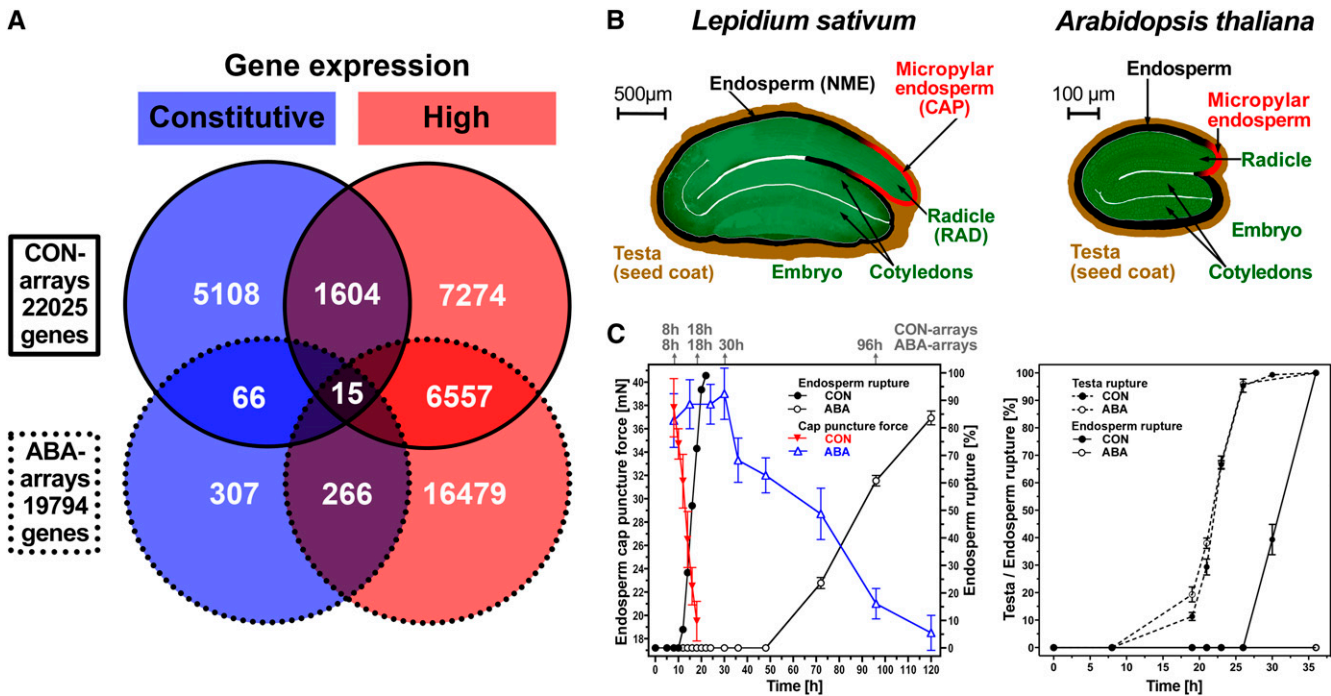 A
Gene expression
Constitutive
High
CON-
arrays
22025
genes
5108
1604
7274
66
15
6557
ABA-
arrays
19794
genes
307
266
16479
B
Lepidium sativum
Arabidopsis thaliana
500µm
Endosperm (NME)
Micropylar
endosperm
(CAP)
Radicle
(RAD)
Testa
(seed coat)
Embryo
Cotyledons
Endosperm
100 µm
Micropylar
endosperm
Radicle
Embryo
Testa
(seed coat)
Cotyledons
C
8h 18h CON-arrays
8h 18h 30h 96h ABA-arrays
Endosperm cap puncture force [mN]
40
38
36
34
32
30
28
26
24
22
20
18
Endosperm rupture
CON
ABA
Cap puncture force
CON
ABA
100
90
80
70
60
50
40
30
20
10
0
Endosperm rupture [%]
0 10 20 30 40 50 60 70 80 90 100 110 120
Time [h]
Testa / Endosperm rupture [%]
100
90
80
70
60
50
40
30
20
10
0
Testa rupture
CON
ABA
Endosperm rupture
CON
ABA
0 5 10 15 20 25 30 35
Time [h]